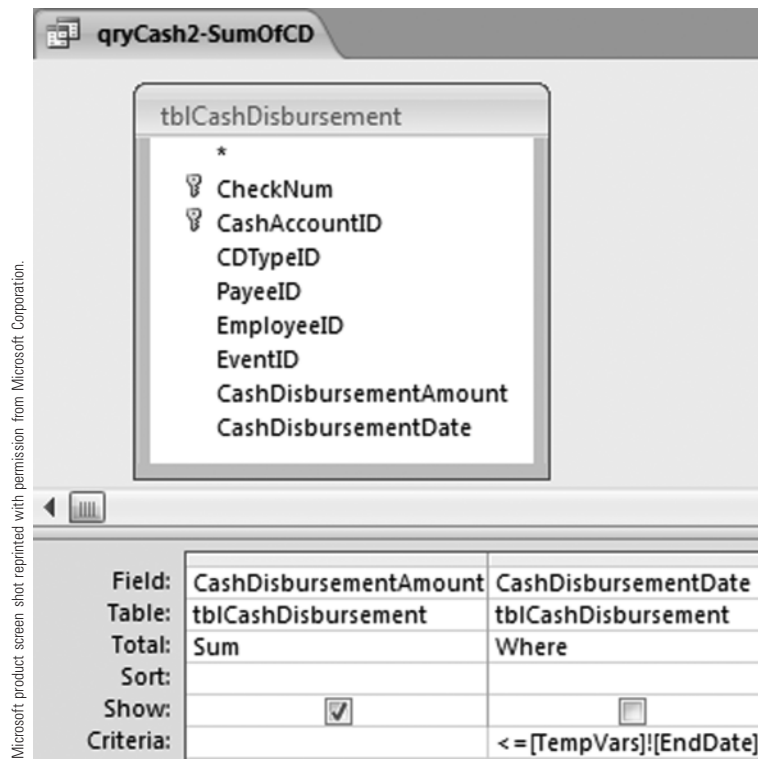 qryCash2-SumOfCD
tblCashDisbursement
*
CheckNum
CashAccountID
CDTypeID
PayeeID
EmployeeID
EventID
CashDisbursementAmount
CashDisbursementDate
Microsoft product screen shot reprinted with permission from Microsoft Corporation.
Field: CashDisbursementAmount CashDisbursementDate
Table: tblCashDisbursement tblCashDisbursement
Total: Sum Where
Sort:
Show:
Criteria: <=[TempVars]![EndDate]